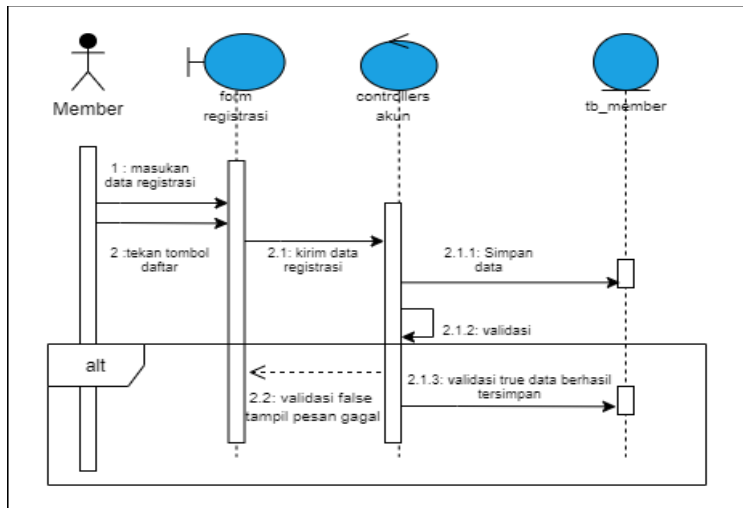 Member
form
registrasi
controllers
akun
tb_member
1 : masukan
data registrasi
2 :tekan tombol
daftar
2.1: kirim data
registrasi
2.1.1: Simpan
data
2.1.2: validasi
alt
2.2: validasi false
tampil pesan gagal
2.1.3: validasi true data berhasil
tersimpan